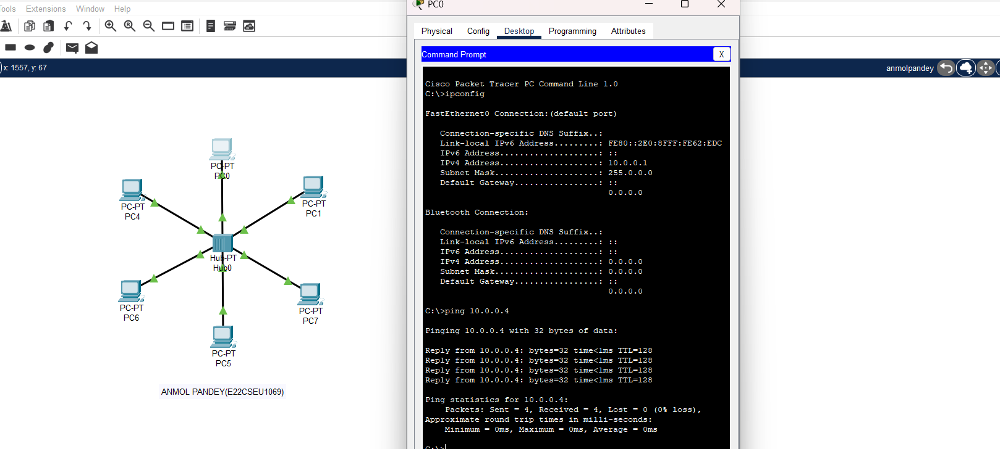 Tools Extensions Window Help
x: 1557, y: 67
anmolpandey
PC-PT
PC0
PC-PT
PC4
PC-PT
PC1
Hub-PT
Hub0
PC-PT
PC6
PC-PT
PC7
PC-PT
PC5
ANMOL PANDEY(E22CSEU1069)
PC0
Physical Config Desktop Programming Attributes
Command Prompt X
Cisco Packet Tracer PC Command Line 1.0
C:\>ipconfig
FastEthernet0 Connection:(default port)
Connection-specific DNS Suffix..:
Link-local IPv6 Address.........: FE80::2E0:8FFF:FE62:EDC
IPv6 Address....................: ::
IPv4 Address....................: 10.0.0.1
Subnet Mask.....................: 255.0.0.0
Default Gateway.................: ::
0.0.0.0
Bluetooth Connection:
Connection-specific DNS Suffix..:
Link-local IPv6 Address.........: ::
IPv6 Address....................: ::
IPv4 Address....................: 0.0.0.0
Subnet Mask.....................: 0.0.0.0
Default Gateway.................: ::
0.0.0.0
C:\>ping 10.0.0.4
Pinging 10.0.0.4 with 32 bytes of data:
Reply from 10.0.0.4: bytes=32 time<1ms TTL=128
Reply from 10.0.0.4: bytes=32 time<1ms TTL=128
Reply from 10.0.0.4: bytes=32 time<1ms TTL=128
Reply from 10.0.0.4: bytes=32 time<1ms TTL=128
Ping statistics for 10.0.0.4:
Packets: Sent = 4, Received = 4, Lost = 0 (0% loss),
Approximate round trip times in milli-seconds:
Minimum = 0ms, Maximum = 0ms, Average = 0ms
C:\>